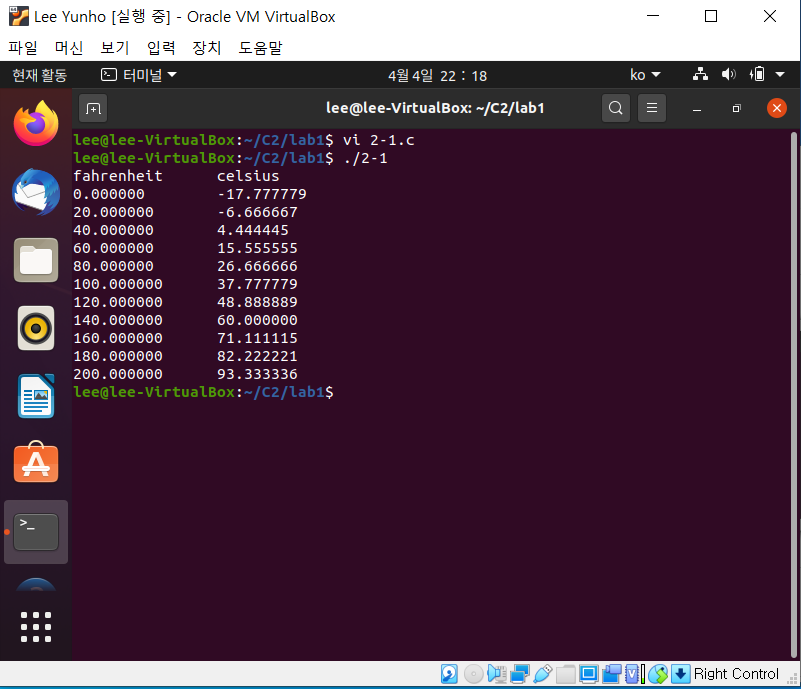 Lee Yunho [실행 중] - Oracle VM VirtualBox
파일 머신 보기 입력 장치 도움말
현재 활동 터미널 4월 4일 22 : 18 ko
lee@lee-VirtualBox: ~/C2/lab1
lee@lee-VirtualBox:~/C2/lab1$ vi 2-1.c
lee@lee-VirtualBox:~/C2/lab1$ ./2-1
fahrenheit celsius
0.000000 -17.777779
20.000000 -6.666667
40.000000 4.444445
60.000000 15.555555
80.000000 26.666666
100.000000 37.777779
120.000000 48.888889
140.000000 60.000000
160.000000 71.111115
180.000000 82.222221
200.000000 93.333336
lee@lee-VirtualBox:~/C2/lab1$
Right Control